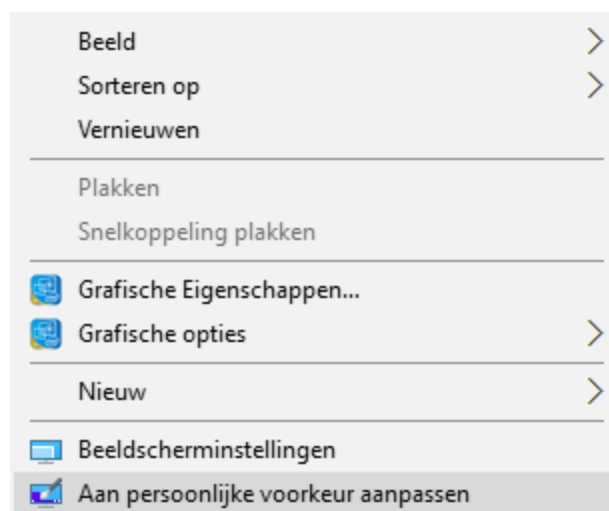 Beeld
Sorteren op
Vernieuwen
Plakken
Snelkoppeling plakken
Grafische Eigenschappen...
Grafische opties
Nieuw
Beeldscherminstellingen
Aan persoonlijke voorkeur aanpassen